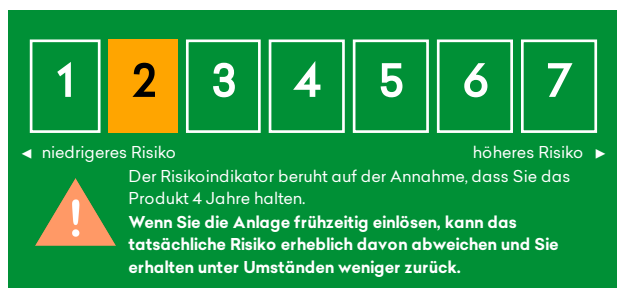 1 2 3 4 5 6 7
◄ niedrigeres Risiko höheres Risiko ►
Der Risikoindikator beruht auf der Annahme, dass Sie das
Produkt 4 Jahre halten.
Wenn Sie die Anlage frühzeitig einlösen, kann das
tatsächliche Risiko erheblich davon abweichen und Sie
erhalten unter Umständen weniger zurück.
!